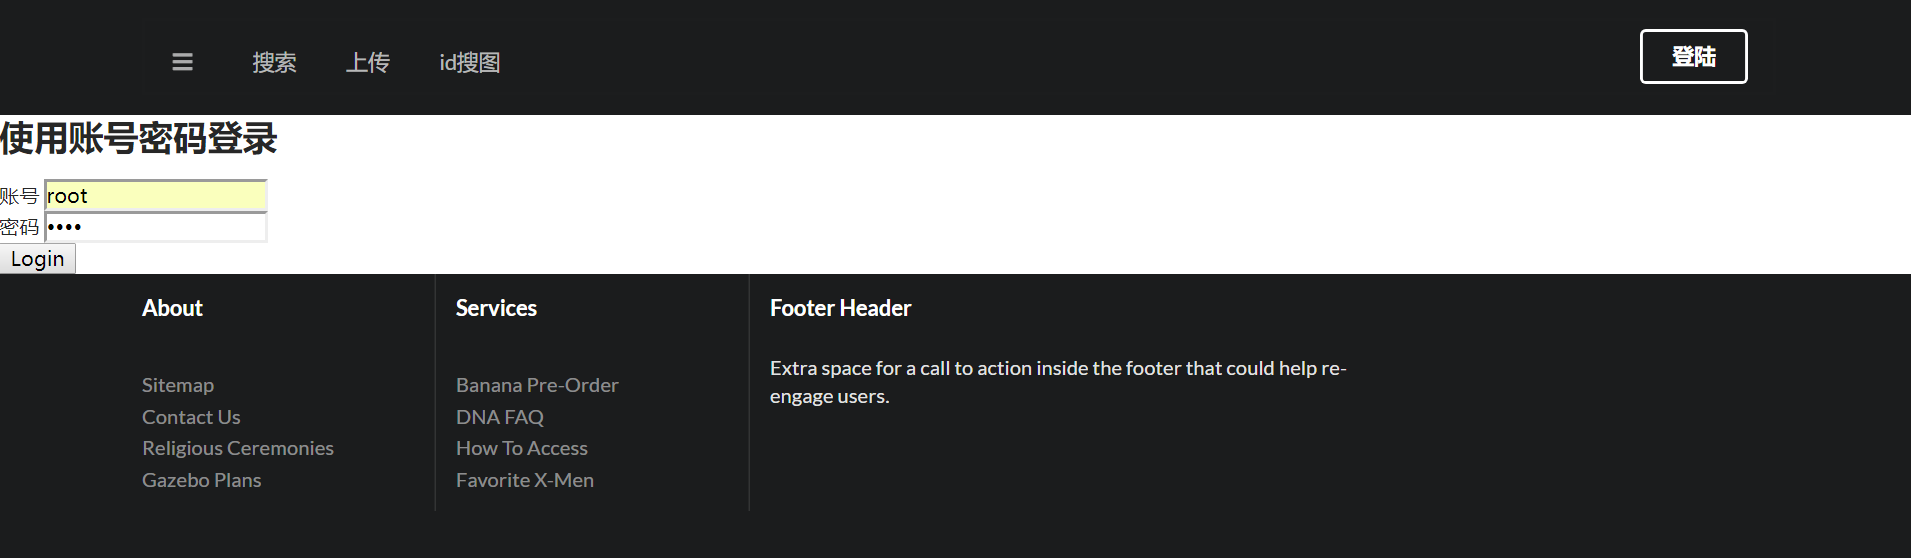 搜索 上传 id搜图 登陆
使用账号密码登录
账号 root
密码 ••••
Login
About
Sitemap
Contact Us
Religious Ceremonies
Gazebo Plans
Services
Banana Pre-Order
DNA FAQ
How To Access
Favorite X-Men
Footer Header
Extra space for a call to action inside the footer that could help re-
engage users.